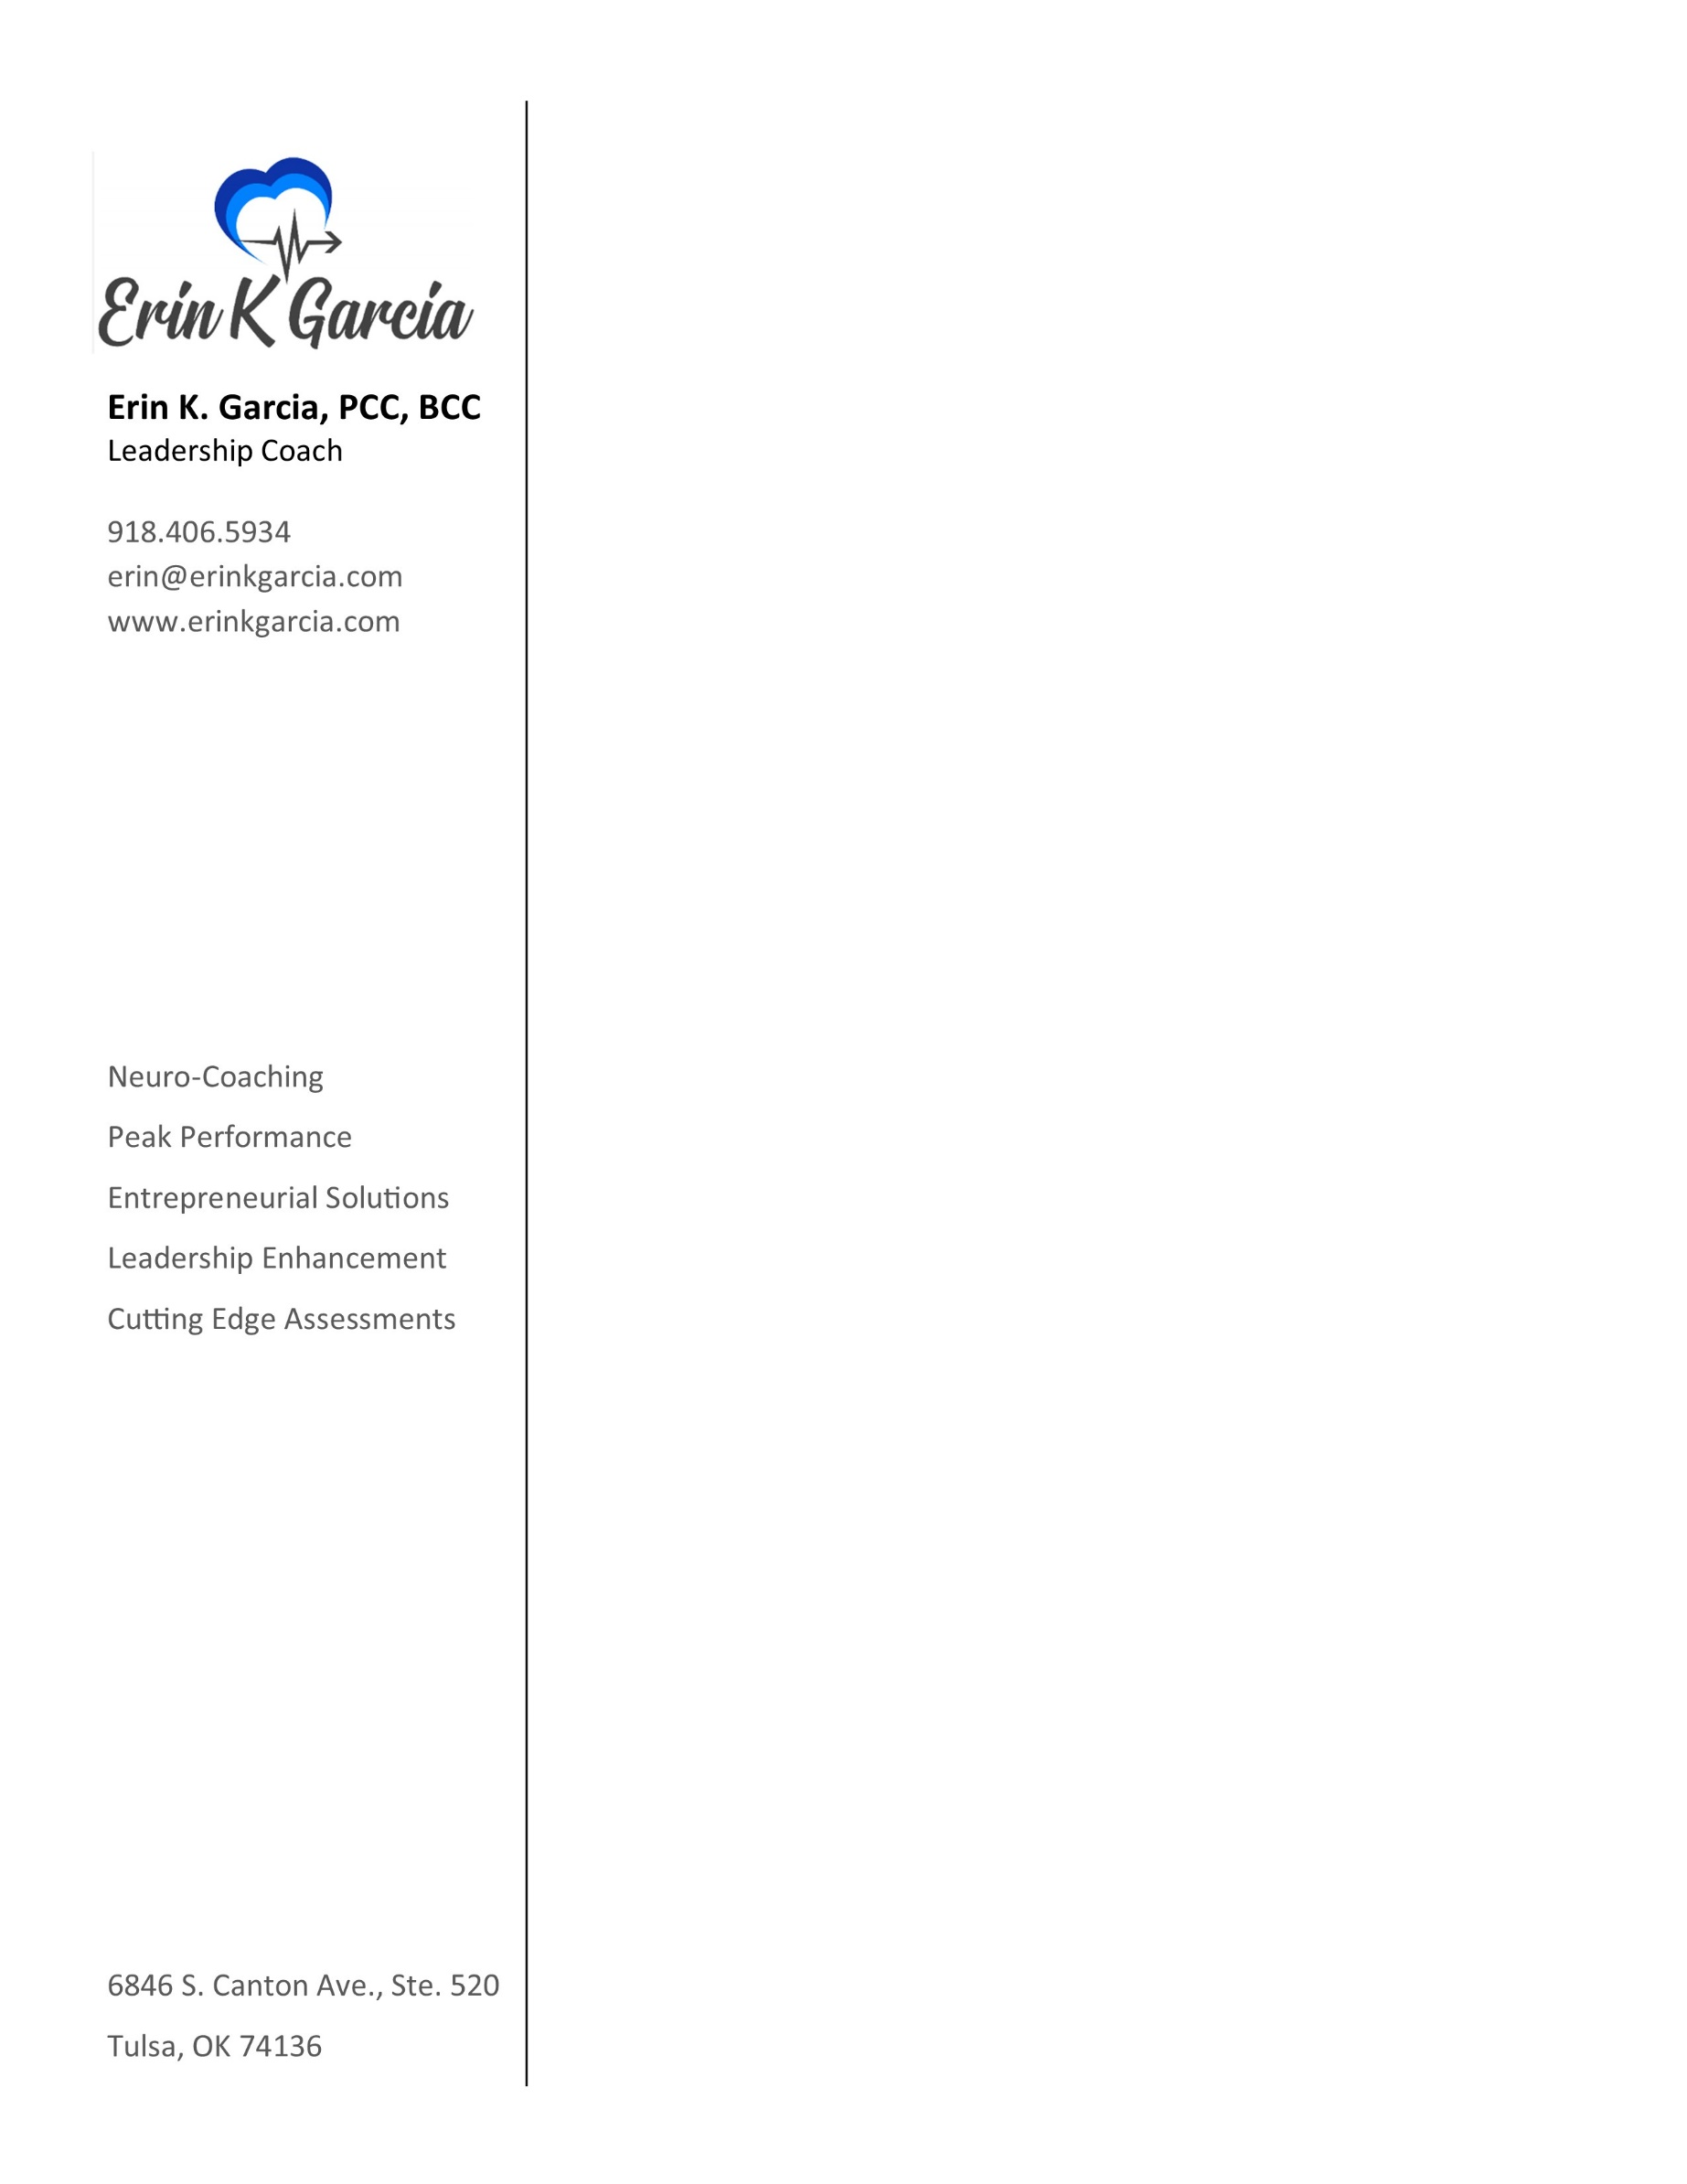 Erin K Garcia
Erin K. Garcia, PCC, BCC
Leadership Coach
918.406.5934
erin@erinkgarcia.com
www.erinkgarcia.com
Neuro-Coaching
Peak Performance
Entrepreneurial Solutions
Leadership Enhancement
Cutting Edge Assessments
6846 S. Canton Ave., Ste. 520
Tulsa, OK 74136